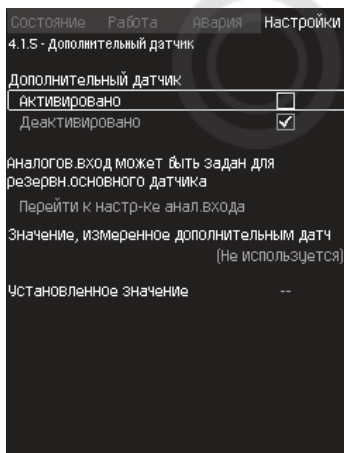 Состояние Работа Авария Настройки
4.1.5 - Дополнительный датчик
Дополнительный датчик
Активировано
Деактивировано
Аналогов.вход может быть задан для
резервн.основного датчика
Перейти к настр-ке анал.входа
Значение, измеренное дополнительным датч
(Не используется)
Установленное значение --